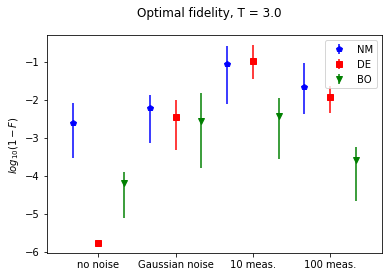 Optimal fidelity, T = 3.0
NM
DE
BO
log₁₀(1 − F)
−1
−2
−3
−4
−5
−6
no noise
Gaussian noise
10 meas.
100 meas.